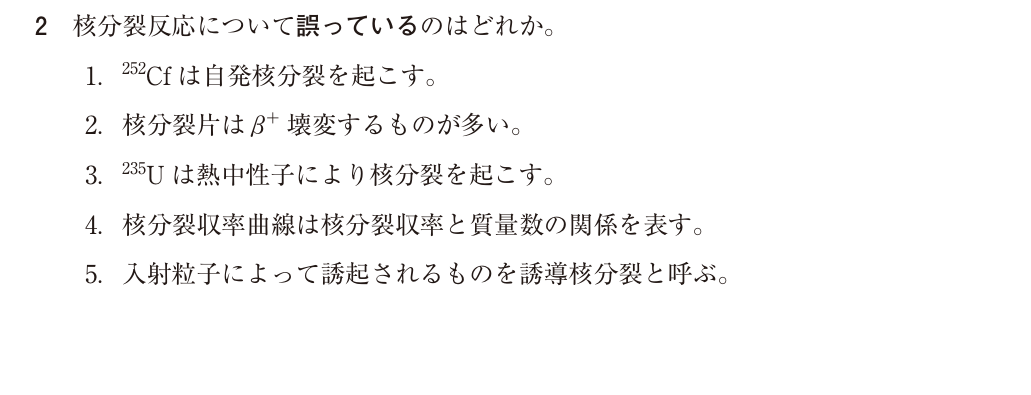 2 核分裂反応について誤っているのはどれか。
1. ²⁵²Cf は自発核分裂を起こす。
2. 核分裂片は β⁺ 壊変するものが多い。
3. ²³⁵U は熱中性子により核分裂を起こす。
4. 核分裂収率曲線は核分裂収率と質量数の関係を表す。
5. 入射粒子によって誘起されるものを誘導核分裂と呼ぶ。